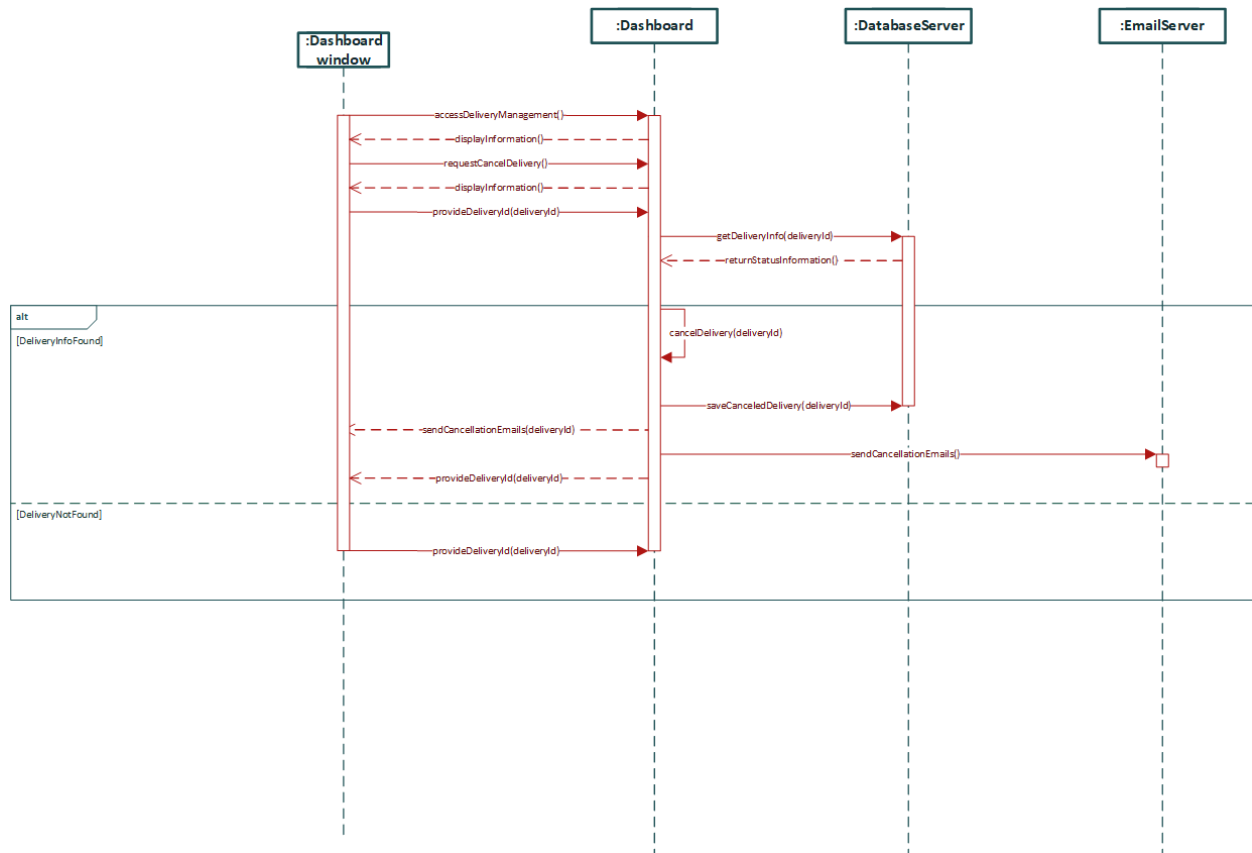 :Dashboard
window
:Dashboard
:DatabaseServer
:EmailServer
accessDeliveryManagement()
displayInformation()
requestCancelDelivery()
displayInformation()
provideDeliveryId(deliveryId)
getDeliveryInfo(deliveryId)
returnStatusInformation()
alt
[DeliveryInfoFound]
cancelDelivery(deliveryId)
saveCanceledDelivery(deliveryId)
sendCancellationEmails(deliveryId)
sendCancellationEmails()
provideDeliveryId(deliveryId)
[DeliveryNotFound]
provideDeliveryId(deliveryId)